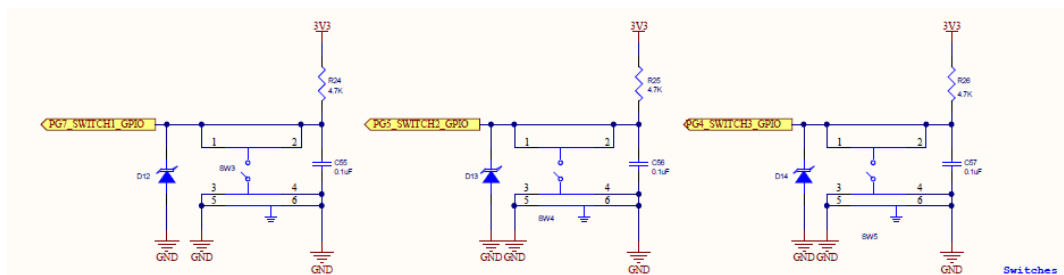 3V3 3V3 3V3
R24 R25 R26
4.7K 4.7K 4.7K
PG7_SWITCH1_GPIO PG5_SWITCH2_GPIO PG4_SWITCH3_GPIO
1 2 1 2 1 2
C55 C56 C57
0.1uF 0.1uF 0.1uF
D12 SW3 D13 D14
3 4 3 4 3 4
5 6 5 6 5 6
SW4 SW5
GND GND GND GND GND GND
GND GND GND
Switches